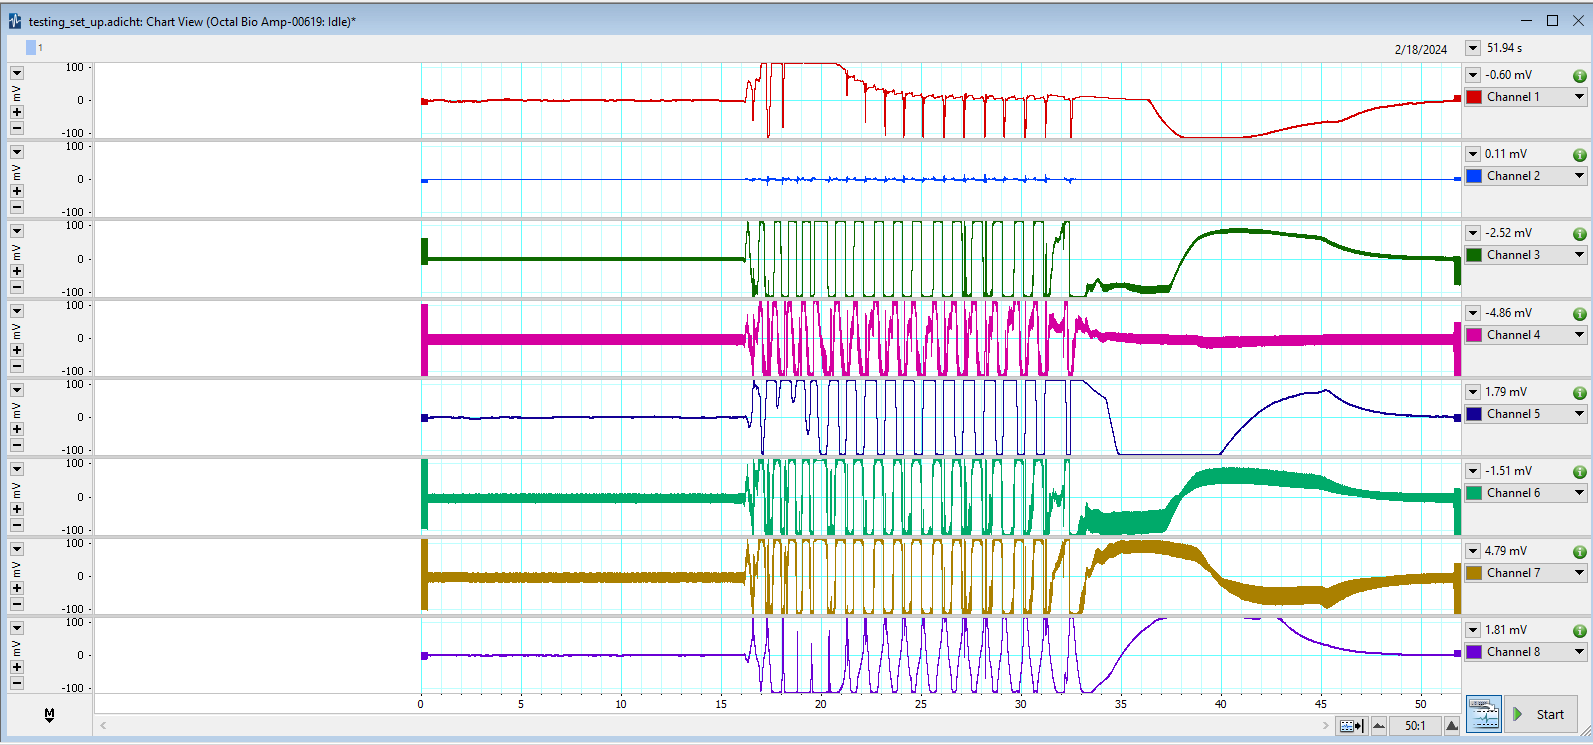 testing_set_up.adicht: Chart View (Octal Bio Amp-00619: Idle)*
1
2/18/2024
51.94 s
100
0
-100
mV
-0.60 mV
Channel 1
100
0
-100
mV
0.11 mV
Channel 2
100
0
-100
mV
-2.52 mV
Channel 3
100
0
-100
mV
-4.86 mV
Channel 4
100
0
-100
mV
1.79 mV
Channel 5
100
0
-100
mV
-1.51 mV
Channel 6
100
0
-100
mV
4.79 mV
Channel 7
100
0
-100
mV
1.81 mV
Channel 8
0 5 10 15 20 25 30 35 40 45 50
M
50:1
Start